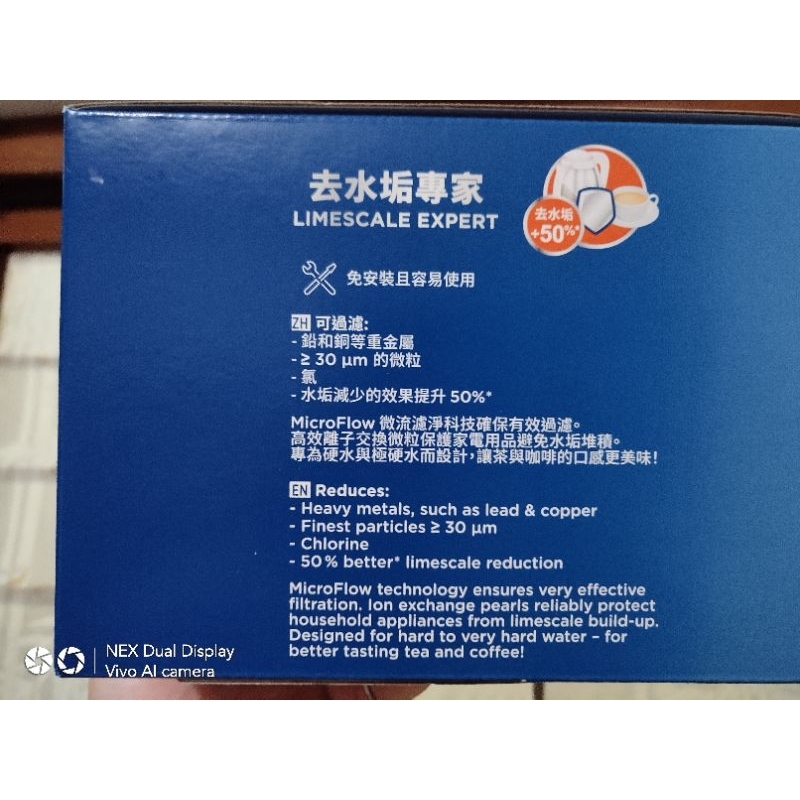 去水垢專家
LIMESCALE EXPERT
去水垢
+50%*
免安裝且容易使用
ZH 可過濾:
- 鉛和銅等重金屬
- ≥ 30 µm 的微粒
- 氯
- 水垢減少的效果提升 50%*
MicroFlow 微流濾淨科技確保有效過濾。
高效離子交換微粒保護家電用品避免水垢堆積。
專為硬水與極硬水而設計，讓茶與咖啡的口感更美味！
EN Reduces:
- Heavy metals, such as lead & copper
- Finest particles ≥ 30 µm
- Chlorine
- 50% better* limescale reduction
MicroFlow technology ensures very effective
filtration. Ion exchange pearls reliably protect
household appliances from limescale build-up.
Designed for hard to very hard water – for
better tasting tea and coffee!
NEX Dual Display
Vivo AI camera